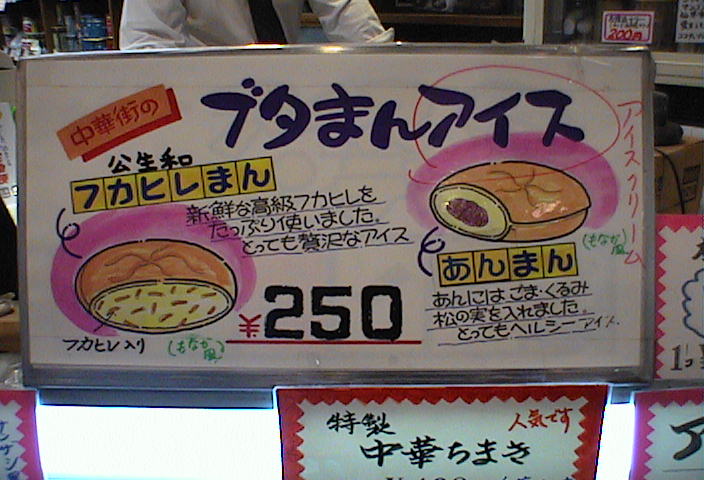 中華街の
ブタまんアイス
アイスクリーム
公生和
フカヒレまん
新鮮な高級フカヒレを
たっぷり使いました。
とっても贅沢なアイス
フカヒレ入り
(もなか風)
¥250
あんまん
(もなか風)
あんには ごま・くるみ
松の実を入れました。
とってもヘルシーアイス
200円
特製
人気です
中華ちまき